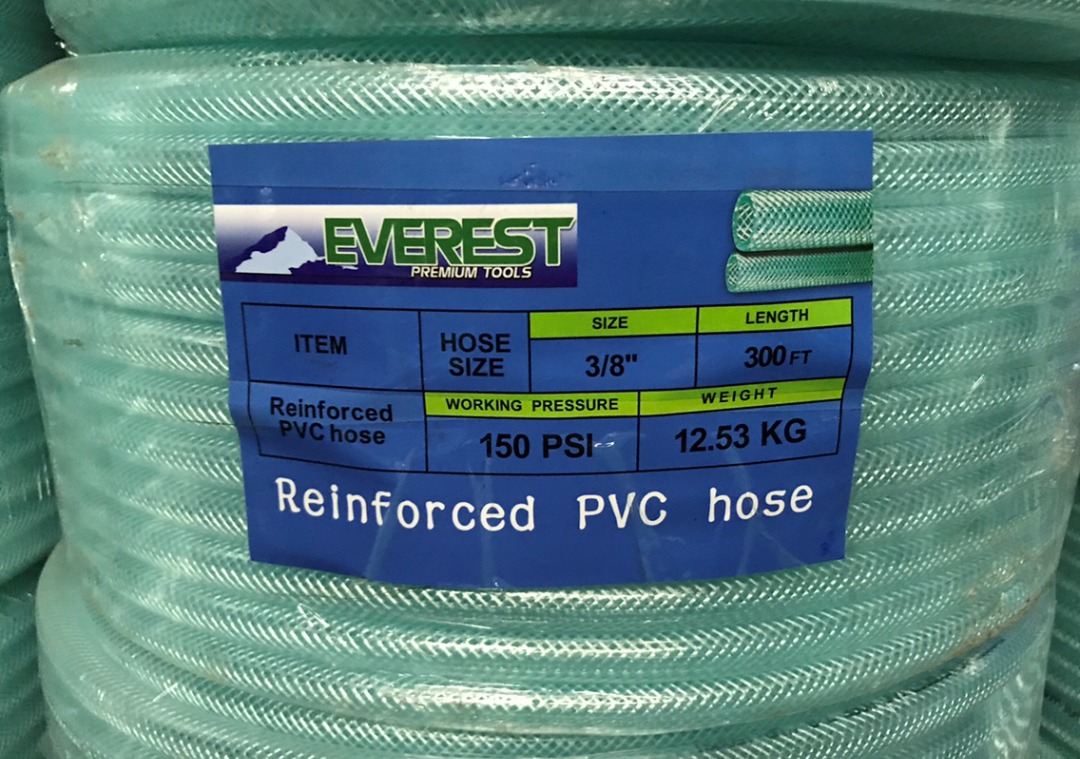 EVEREST
PREMIUM TOOLS
ITEM
HOSE
SIZE
SIZE
3/8"
LENGTH
300 FT
Reinforced
PVC hose
WORKING PRESSURE
150 PSI
WEIGHT
12.53 KG
Reinforced PVC hose